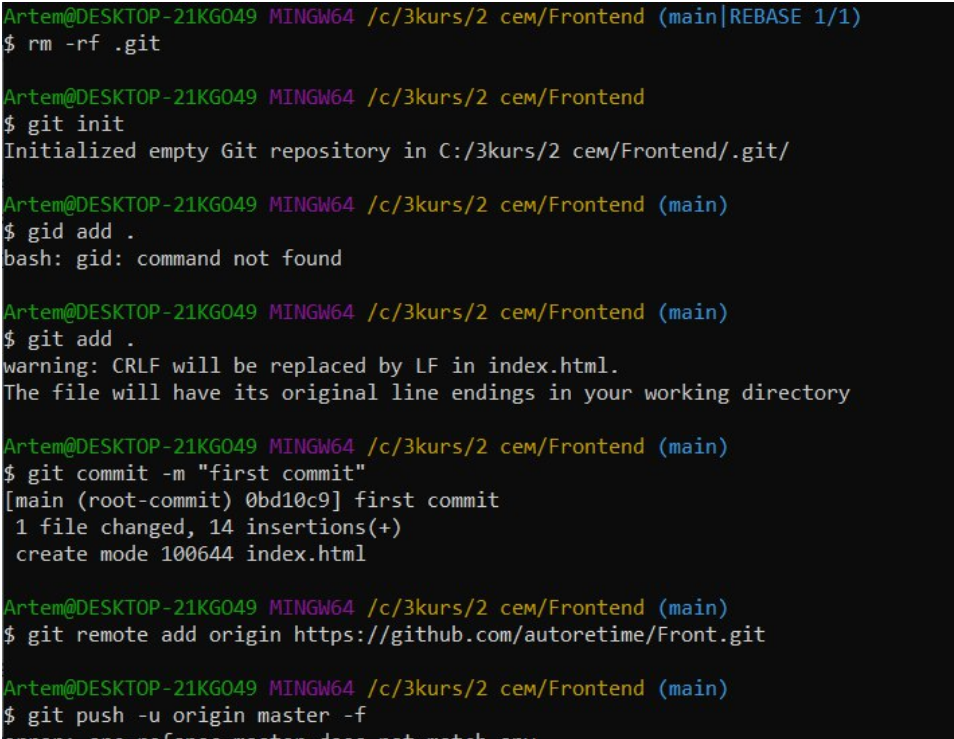 Artem@DESKTOP-21KGO49 MINGW64 /c/3kurs/2 сем/Frontend (main|REBASE 1/1)
$ rm -rf .git
Artem@DESKTOP-21KGO49 MINGW64 /c/3kurs/2 сем/Frontend
$ git init
Initialized empty Git repository in C:/3kurs/2 сем/Frontend/.git/
Artem@DESKTOP-21KGO49 MINGW64 /c/3kurs/2 сем/Frontend (main)
$ gid add .
bash: gid: command not found
Artem@DESKTOP-21KGO49 MINGW64 /c/3kurs/2 сем/Frontend (main)
$ git add .
warning: CRLF will be replaced by LF in index.html.
The file will have its original line endings in your working directory
Artem@DESKTOP-21KGO49 MINGW64 /c/3kurs/2 сем/Frontend (main)
$ git commit -m "first commit"
[main (root-commit) 0bd10c9] first commit
 1 file changed, 14 insertions(+)
 create mode 100644 index.html
Artem@DESKTOP-21KGO49 MINGW64 /c/3kurs/2 сем/Frontend (main)
$ git remote add origin https://github.com/autoretime/Front.git
Artem@DESKTOP-21KGO49 MINGW64 /c/3kurs/2 сем/Frontend (main)
$ git push -u origin master -f